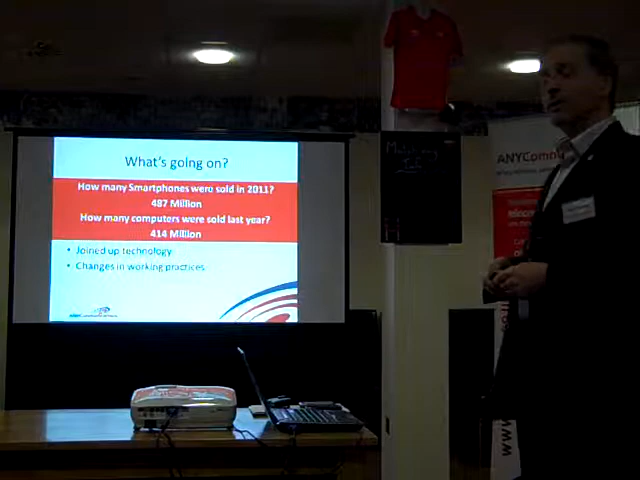 What's going on?
How many Smartphones were sold in 2011?
487 Million
How many computers were sold last year?
414 Million
• Joined up technology
• Changes in working practices
ANYComms
www